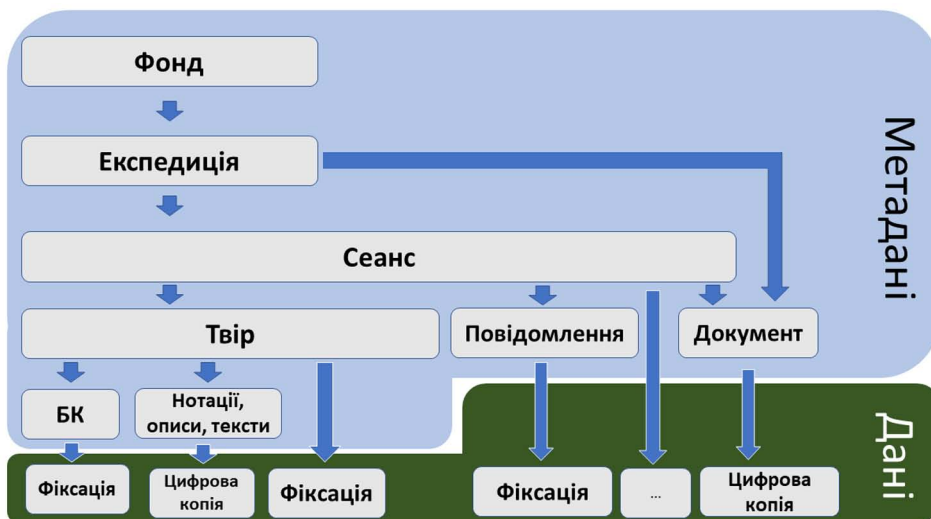 Фонд
Експедиція
Сеанс
Твір
Повідомлення
Документ
БК
Нотації,
описи, тексти
Фіксація
Цифрова
копія
Фіксація
Фіксація
...
Цифрова
копія
Метадані
Дані